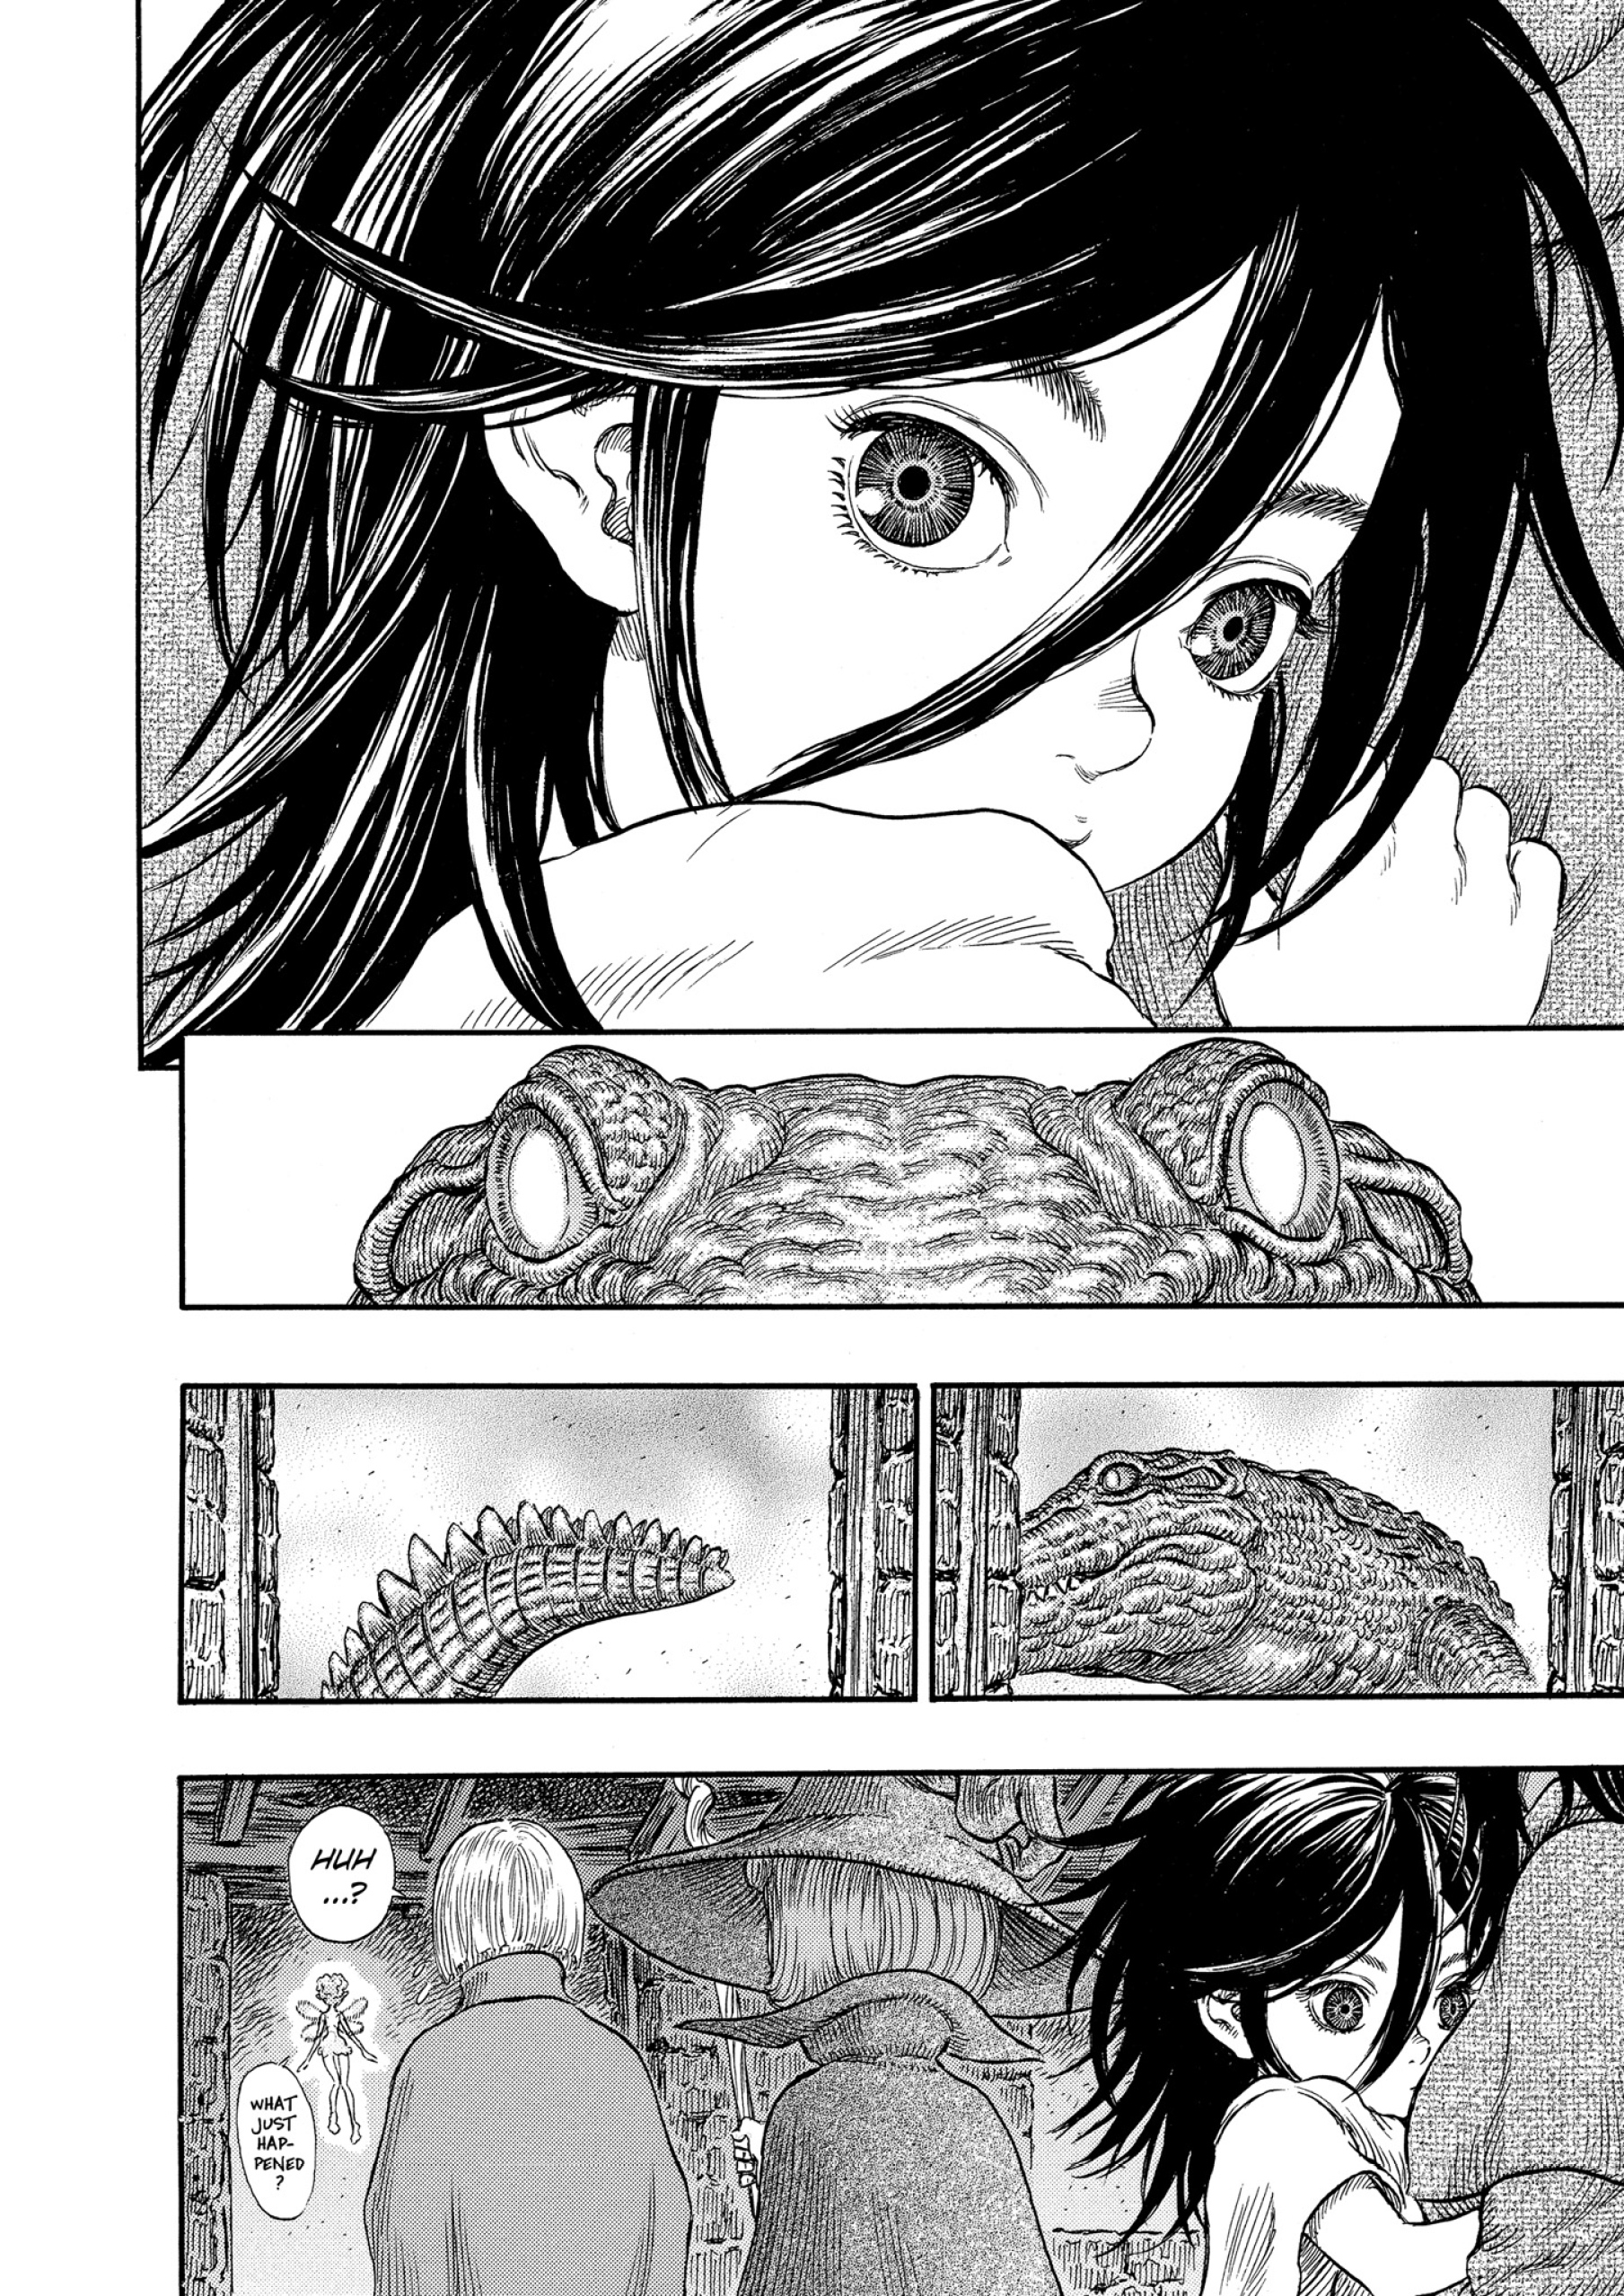 HUH
...?
WHAT
JUST
HAP-
PENED
?